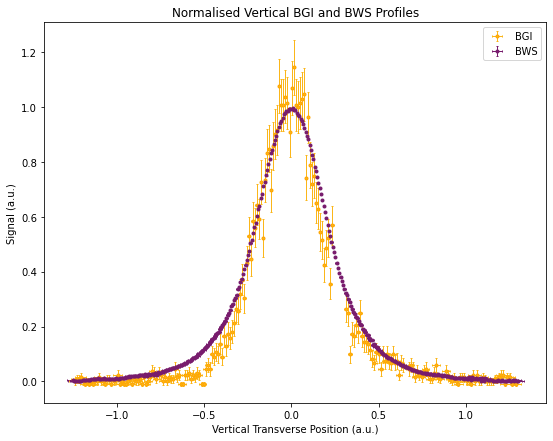 Normalised Vertical BGI and BWS Profiles
BGI
BWS
1.2
1.0
0.8
0.6
0.4
0.2
0.0
Signal (a.u.)
−1.0
−0.5
0.0
0.5
1.0
Vertical Transverse Position (a.u.)